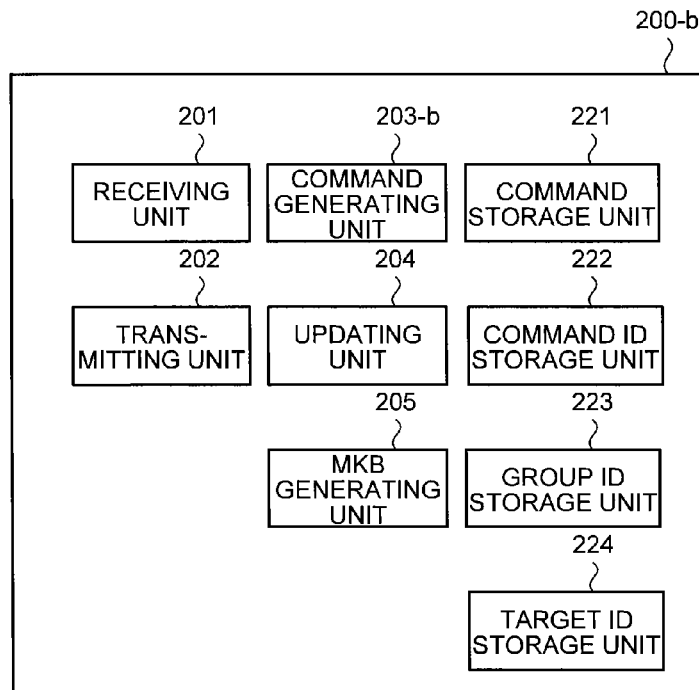 200-b
201
203-b
221
RECEIVING
UNIT
COMMAND
GENERATING
UNIT
COMMAND
STORAGE UNIT
202
204
222
TRANS-
MITTING UNIT
UPDATING
UNIT
COMMAND ID
STORAGE UNIT
205
223
MKB
GENERATING
UNIT
GROUP ID
STORAGE UNIT
224
TARGET ID
STORAGE UNIT